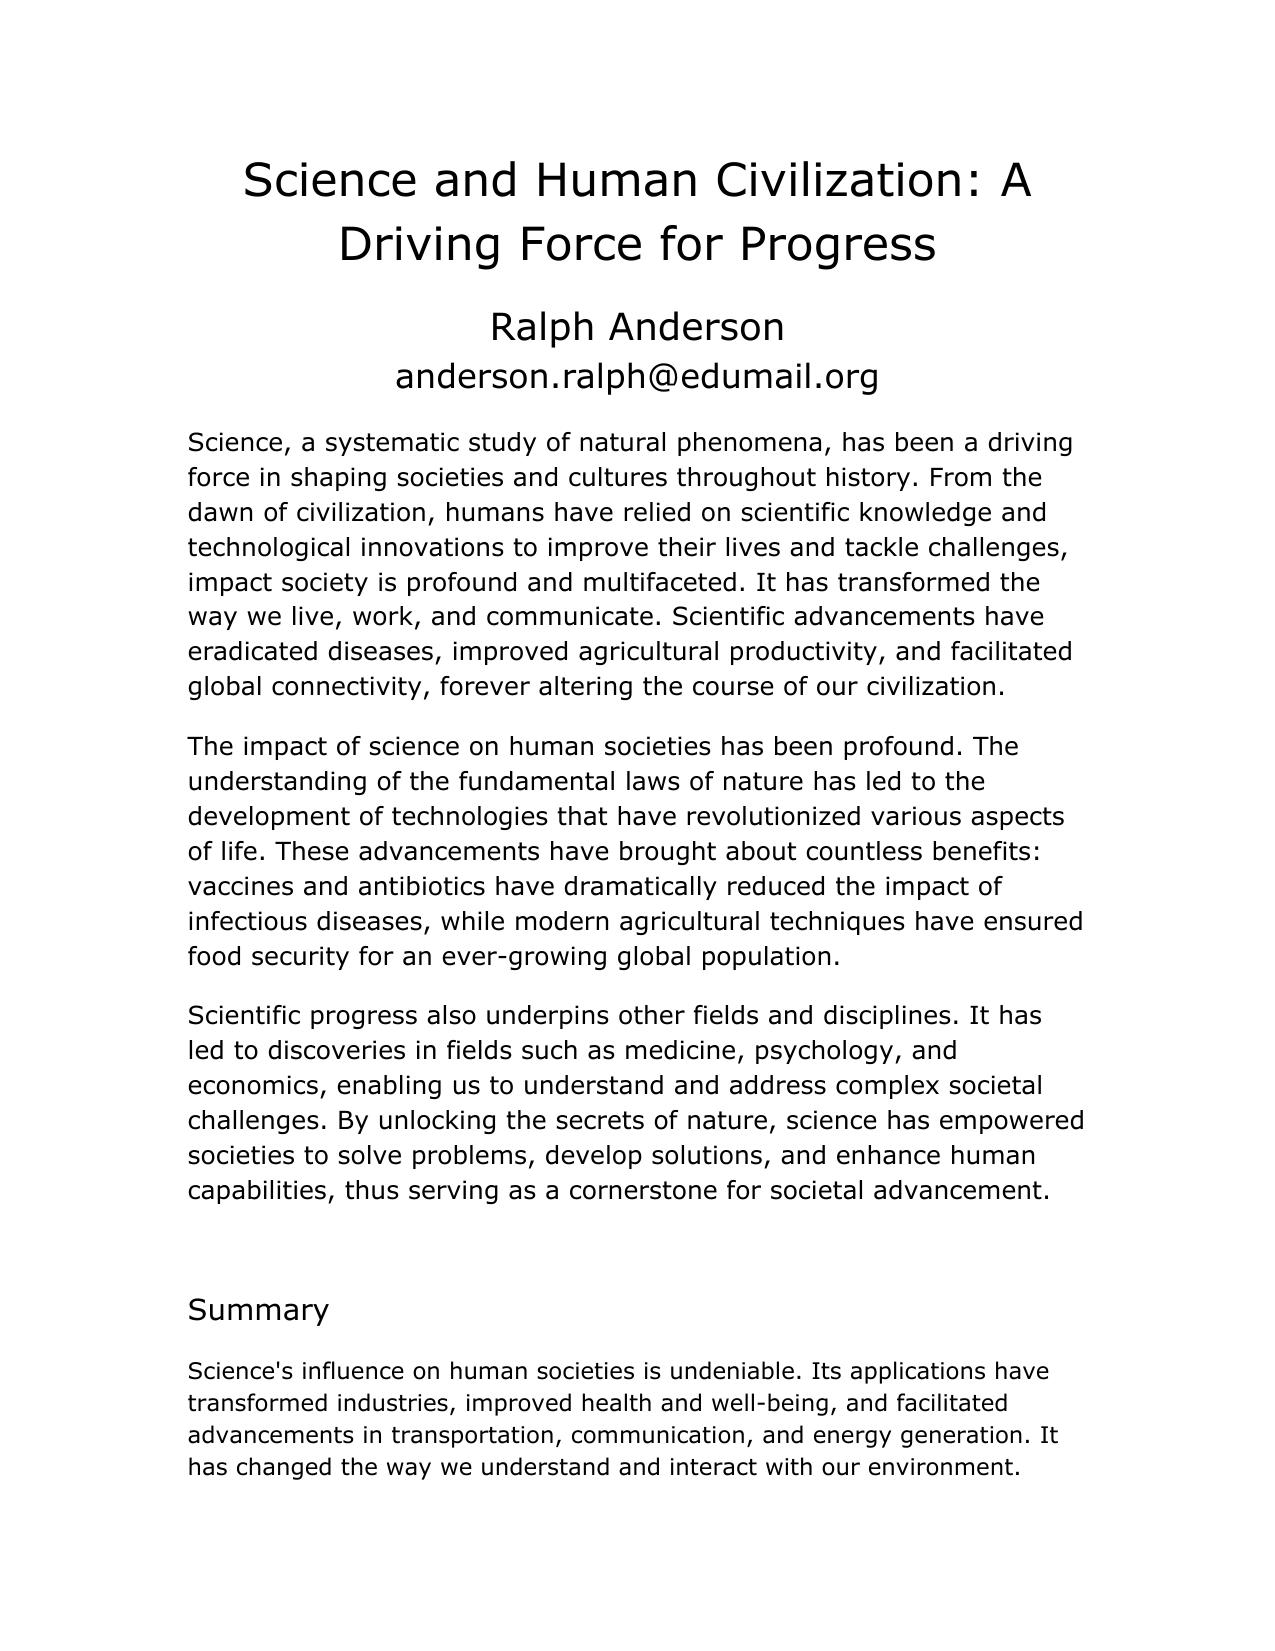 Science and Human Civilization: A
Driving Force for Progress
Ralph Anderson
anderson.ralph@edumail.org
Science, a systematic study of natural phenomena, has been a driving
force in shaping societies and cultures throughout history. From the
dawn of civilization, humans have relied on scientific knowledge and
technological innovations to improve their lives and tackle challenges,
impact society is profound and multifaceted. It has transformed the
way we live, work, and communicate. Scientific advancements have
eradicated diseases, improved agricultural productivity, and facilitated
global connectivity, forever altering the course of our civilization.
The impact of science on human societies has been profound. The
understanding of the fundamental laws of nature has led to the
development of technologies that have revolutionized various aspects
of life. These advancements have brought about countless benefits:
vaccines and antibiotics have dramatically reduced the impact of
infectious diseases, while modern agricultural techniques have ensured
food security for an ever-growing global population.
Scientific progress also underpins other fields and disciplines. It has
led to discoveries in fields such as medicine, psychology, and
economics, enabling us to understand and address complex societal
challenges. By unlocking the secrets of nature, science has empowered
societies to solve problems, develop solutions, and enhance human
capabilities, thus serving as a cornerstone for societal advancement.
Summary
Science's influence on human societies is undeniable. Its applications have
transformed industries, improved health and well-being, and facilitated
advancements in transportation, communication, and energy generation. It
has changed the way we understand and interact with our environment.